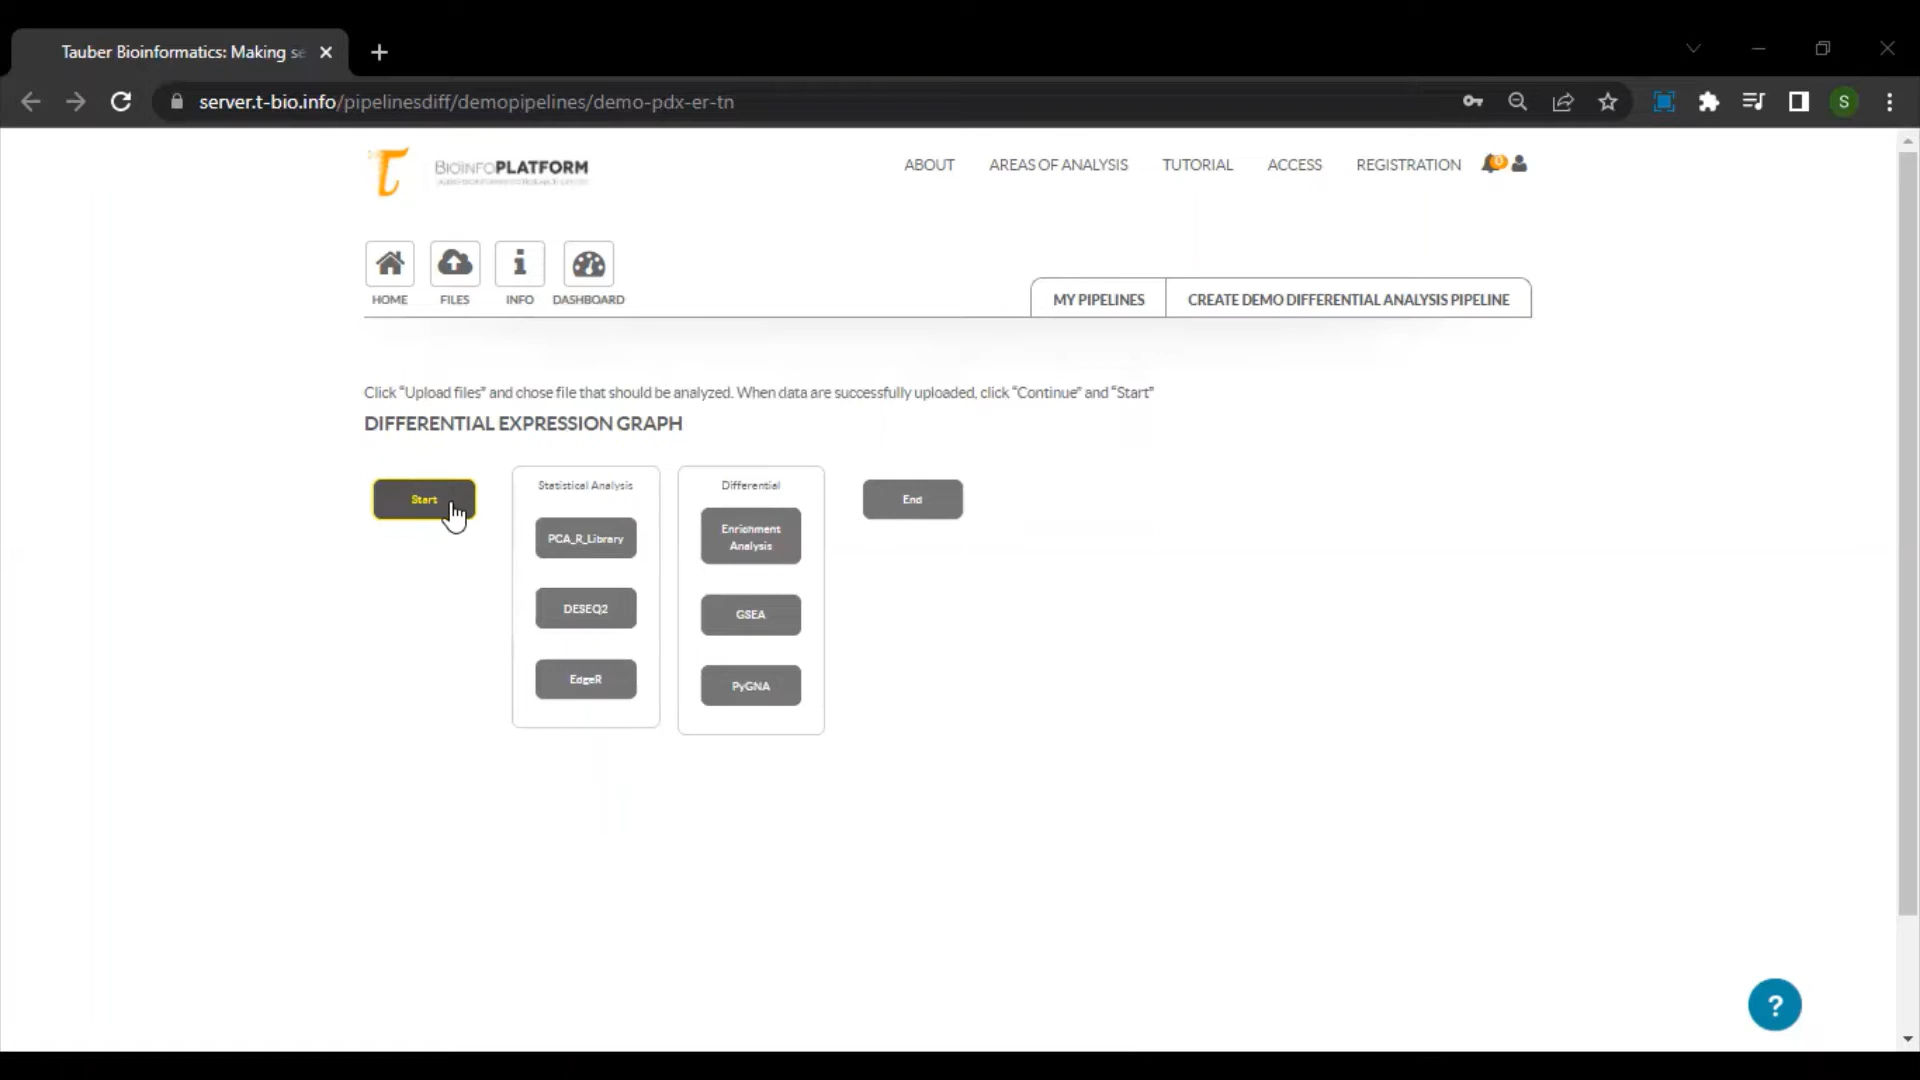 Tauber Bioinformatics: Making se
server.t-bio.info/pipelinesdiff/demopipelines/demo-pdx-er-tn
S
BIOINFOPLATFORM
ABOUT AREAS OF ANALYSIS TUTORIAL ACCESS REGISTRATION
HOME FILES INFO DASHBOARD
MY PIPELINES CREATE DEMO DIFFERENTIAL ANALYSIS PIPELINE
Click “Upload files” and chose file that should be analyzed. When data are successfully uploaded, click “Continue” and “Start”
DIFFERENTIAL EXPRESSION GRAPH
Start
Statistical Analysis
PCA_R_Library
DESEQ2
EdgeR
Differential
Enrichment
Analysis
GSEA
PyGNA
End
?